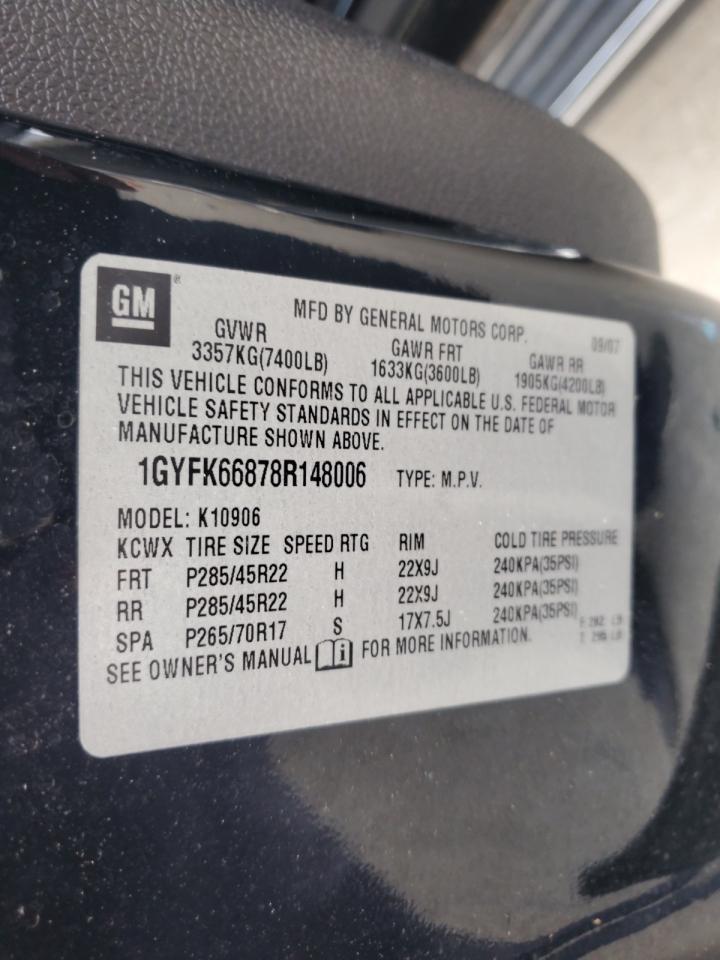 GM ®
MFD BY GENERAL MOTORS CORP. 09/07
GVWR GAWR FRT GAWR RR
3357KG(7400LB) 1633KG(3600LB) 1905KG(4200LB)
THIS VEHICLE CONFORMS TO ALL APPLICABLE U.S. FEDERAL MOTOR
VEHICLE SAFETY STANDARDS IN EFFECT ON THE DATE OF
MANUFACTURE SHOWN ABOVE.
1GYFK66878R148006 TYPE: M.P.V.
MODEL: K10906
KCWX TIRE SIZE SPEED RTG RIM COLD TIRE PRESSURE
FRT P285/45R22 H 22X9J 240KPA(35PSI)
RR P285/45R22 H 22X9J 240KPA(35PSI)
SPA P265/70R17 S 17X7.5J 240KPA(35PSI)
SEE OWNER'S MANUAL i FOR MORE INFORMATION.